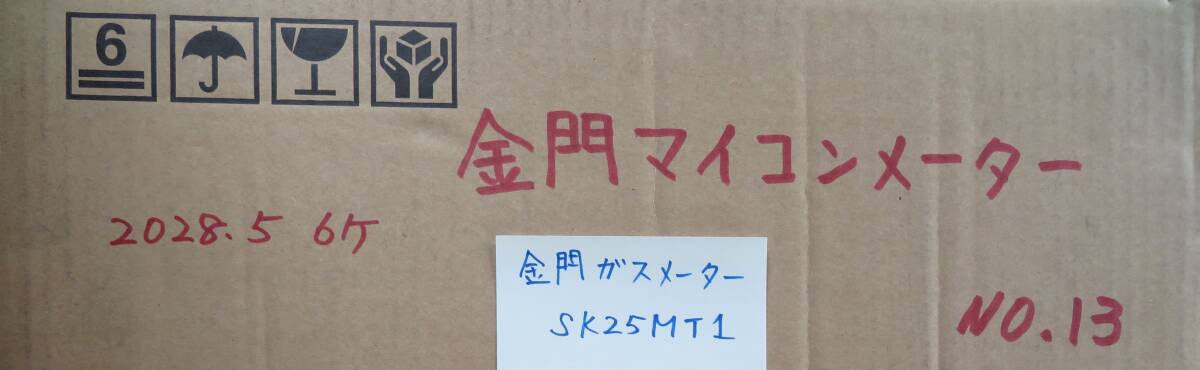 6
金門マイコンメーター
2028.5 6ケ
金門ガスメーター
SK25MT1
NO.13